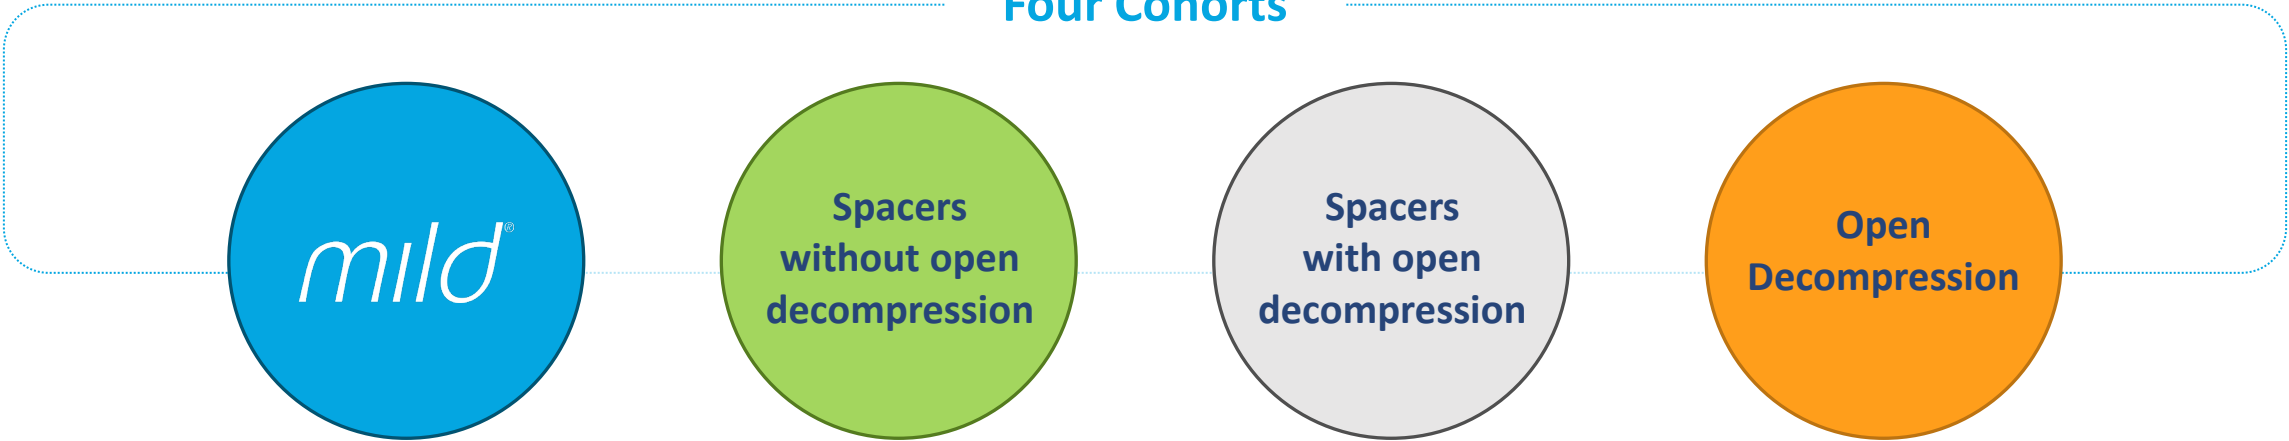 Four Cohorts
mild®
Spacers
without open
decompression
Spacers
with open
decompression
Open
Decompression